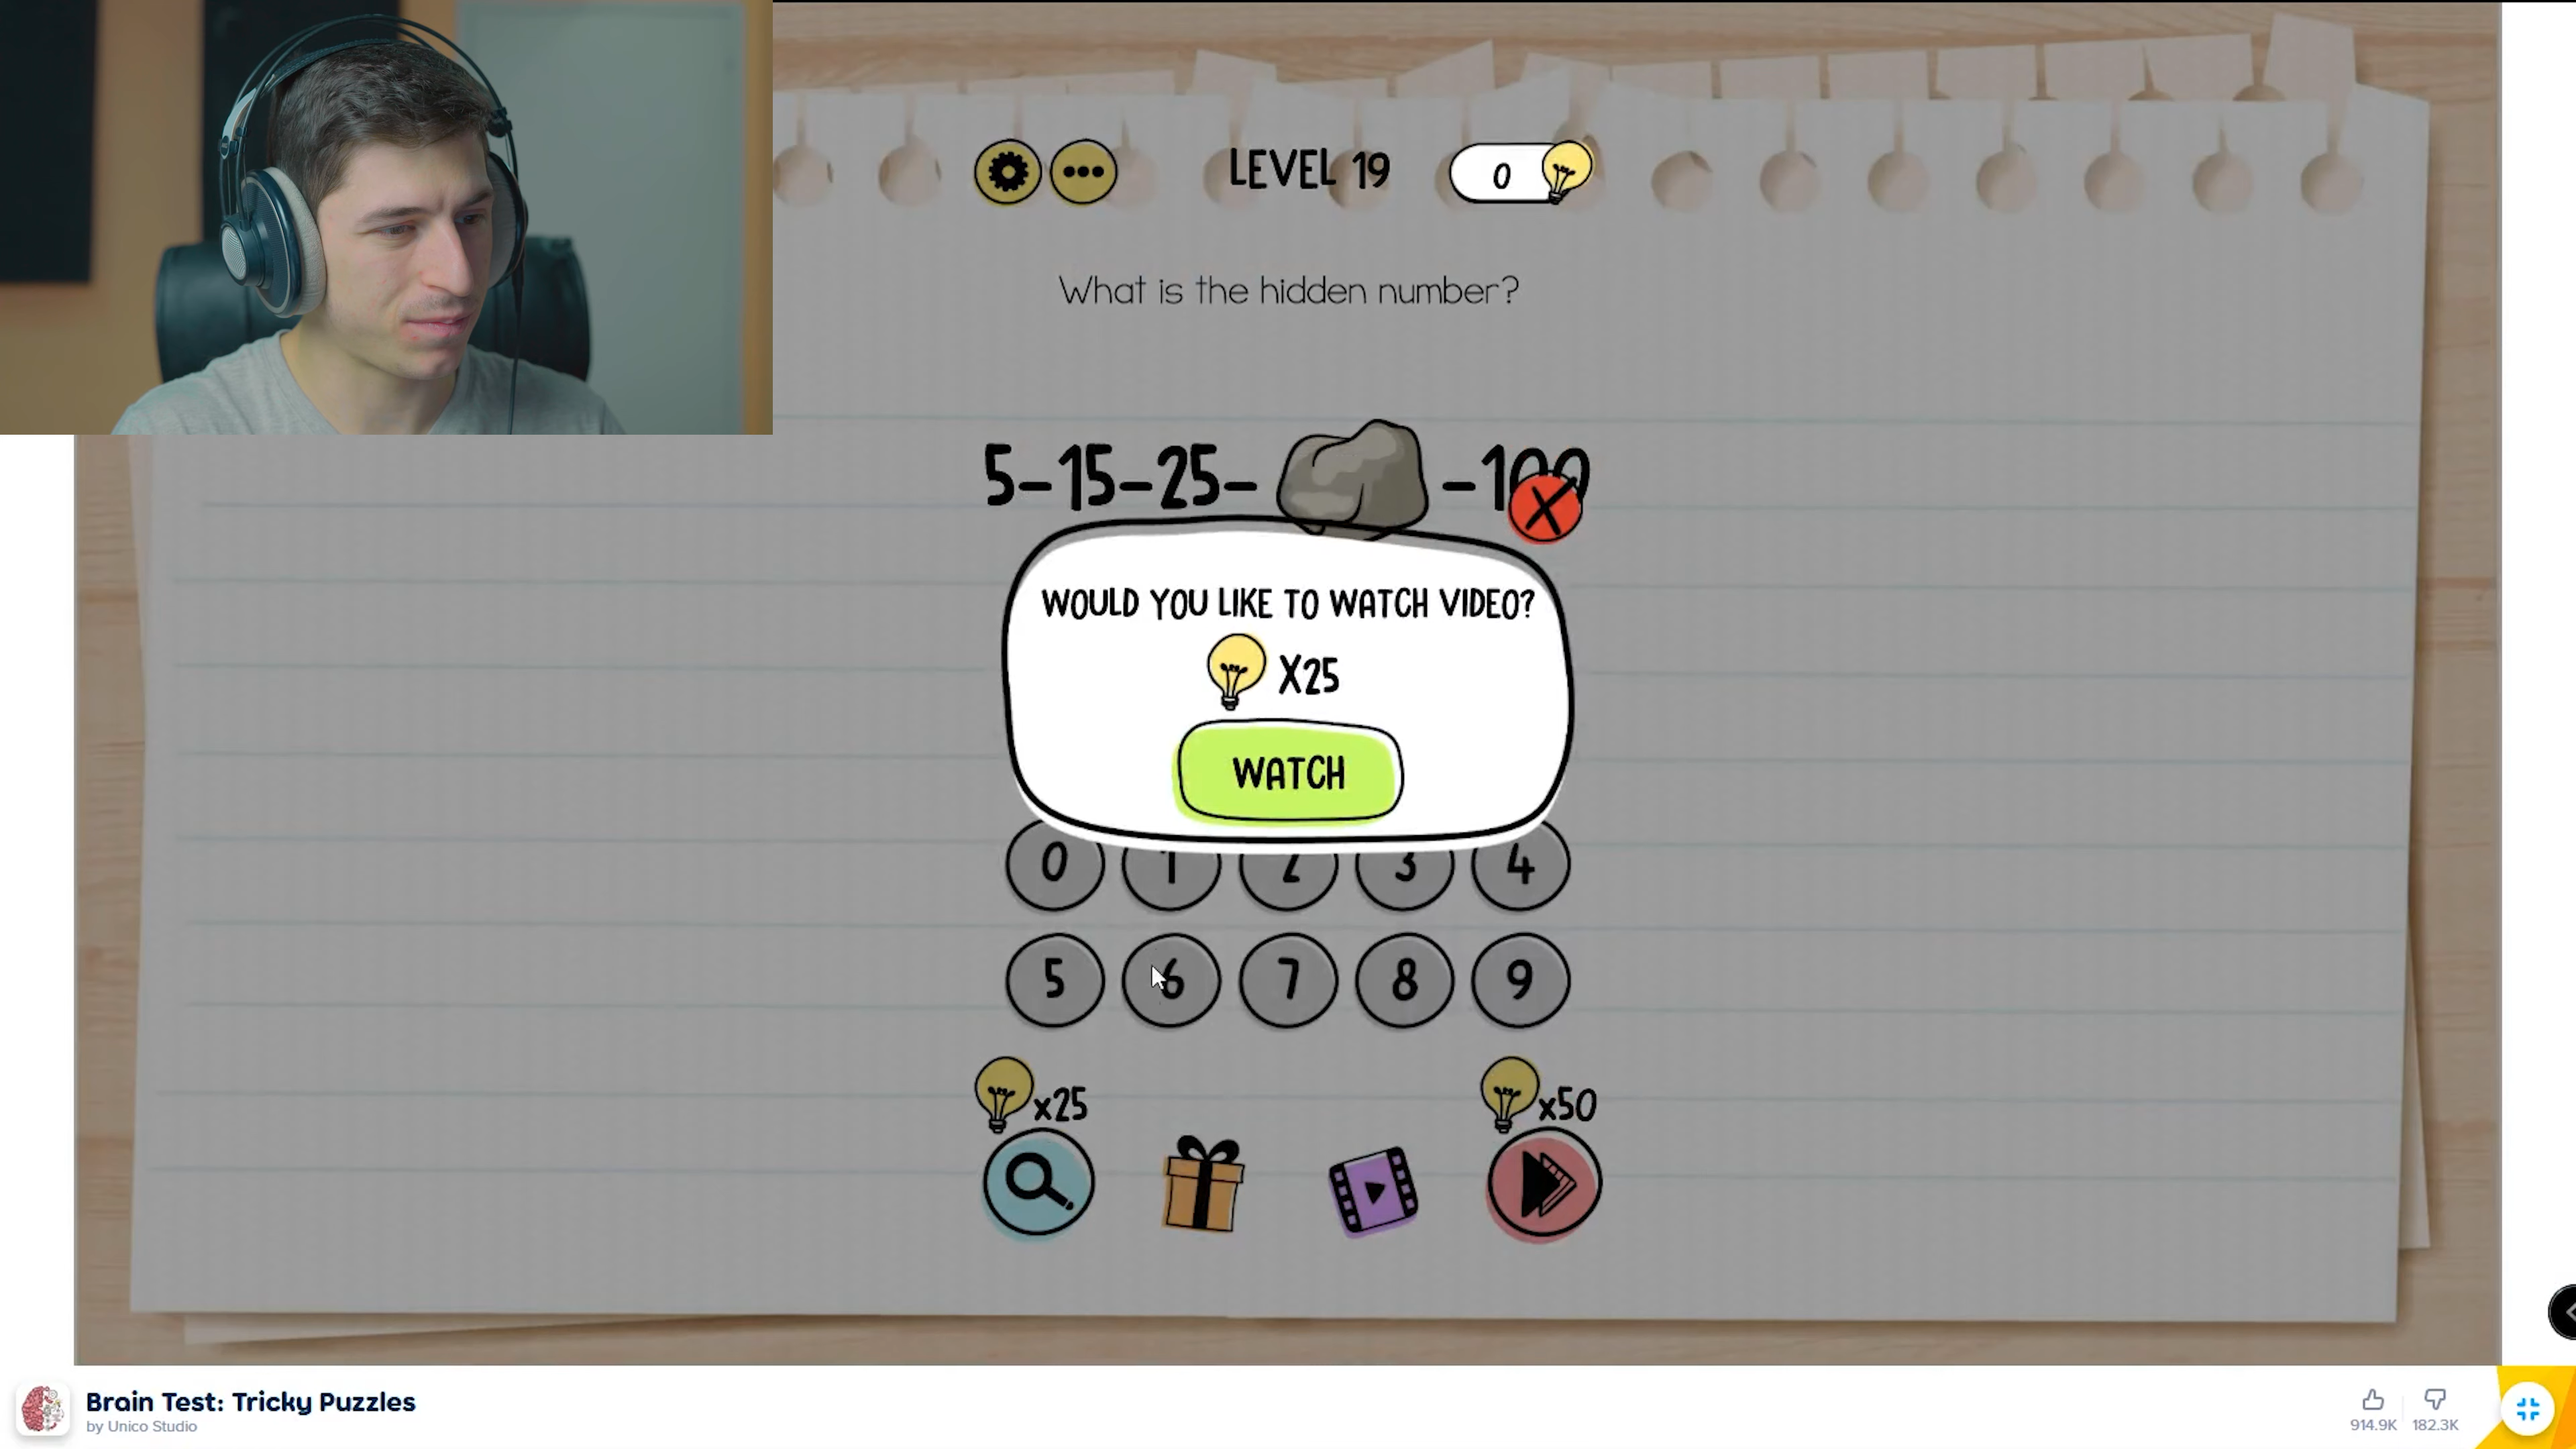 LEVEL 19
0
What is the hidden number?
5-15-25- -100
WOULD YOU LIKE TO WATCH VIDEO?
X25
WATCH
0 1 2 3 4
5 6 7 8 9
x25 x50
Brain Test: Tricky Puzzles
by Unico Studio
914.9K 182.3K